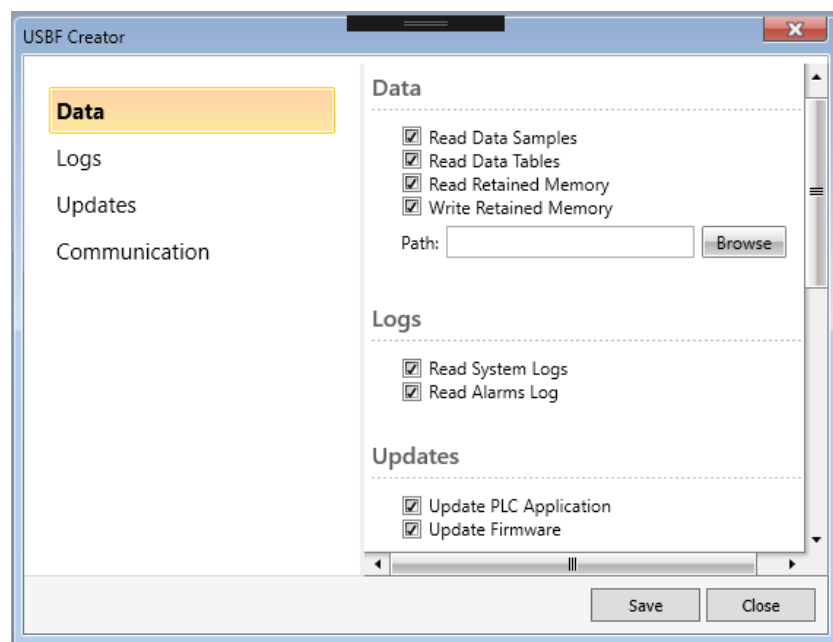 USBF Creator
Data
Logs
Updates
Communication
Data
Read Data Samples
Read Data Tables
Read Retained Memory
Write Retained Memory
Path: Browse
Logs
Read System Logs
Read Alarms Log
Updates
Update PLC Application
Update Firmware
Save Close